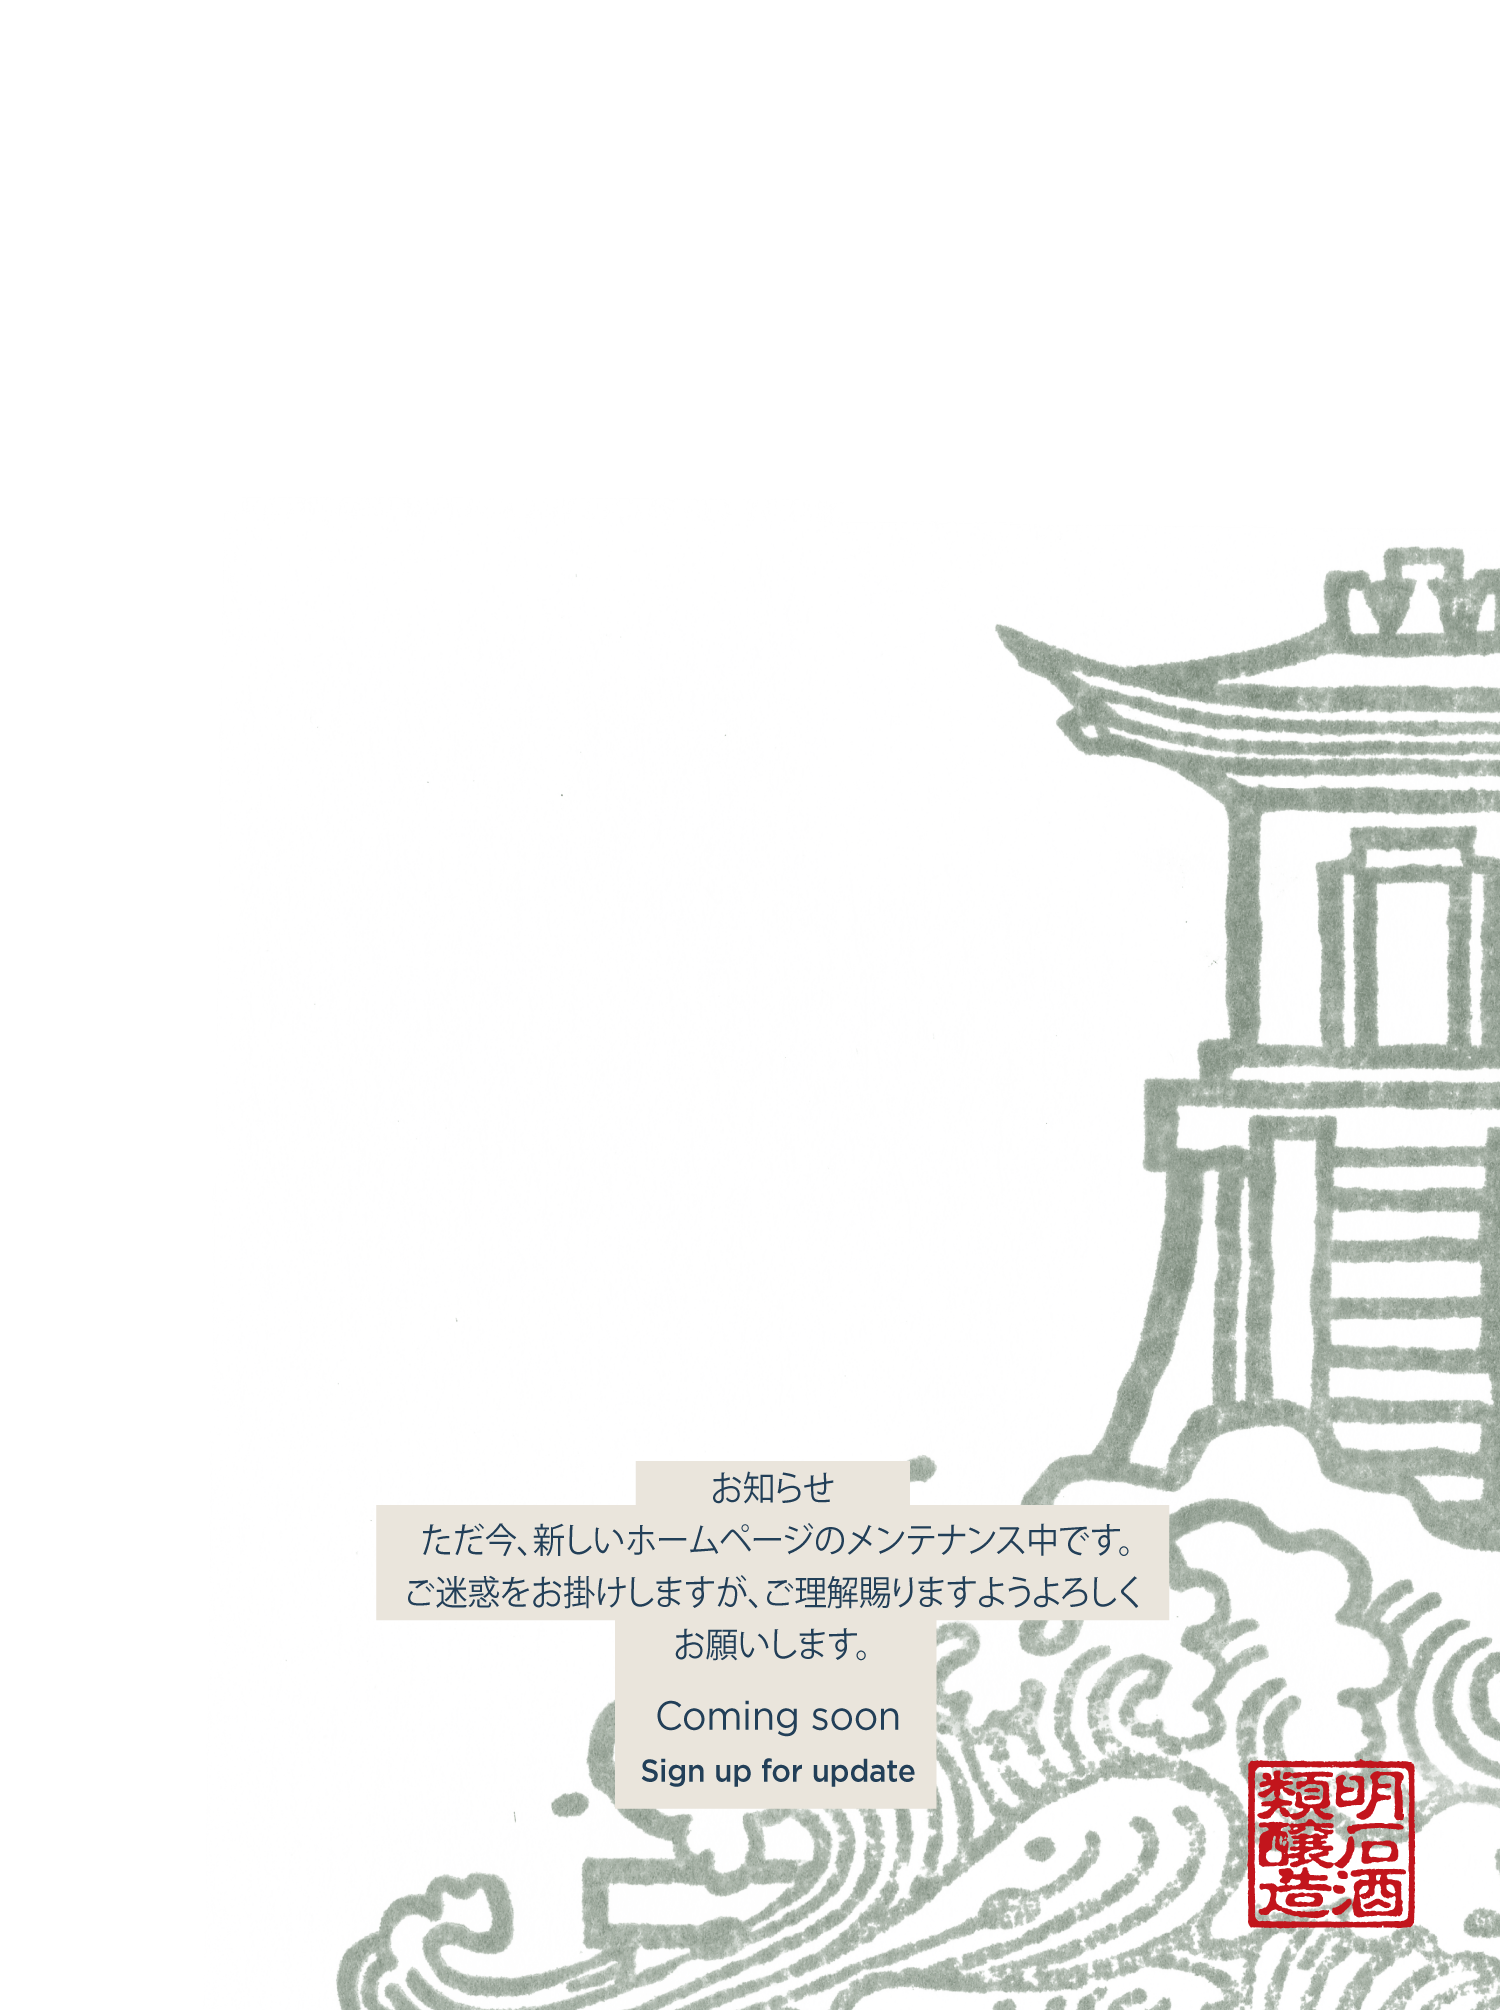 お知らせ
ただ今、新しいホームページのメンテナンス中です。
ご迷惑をお掛けしますが、ご理解賜りますようよろしく
お願いします。
Coming soon
Sign up for update
明石酒
類醸造